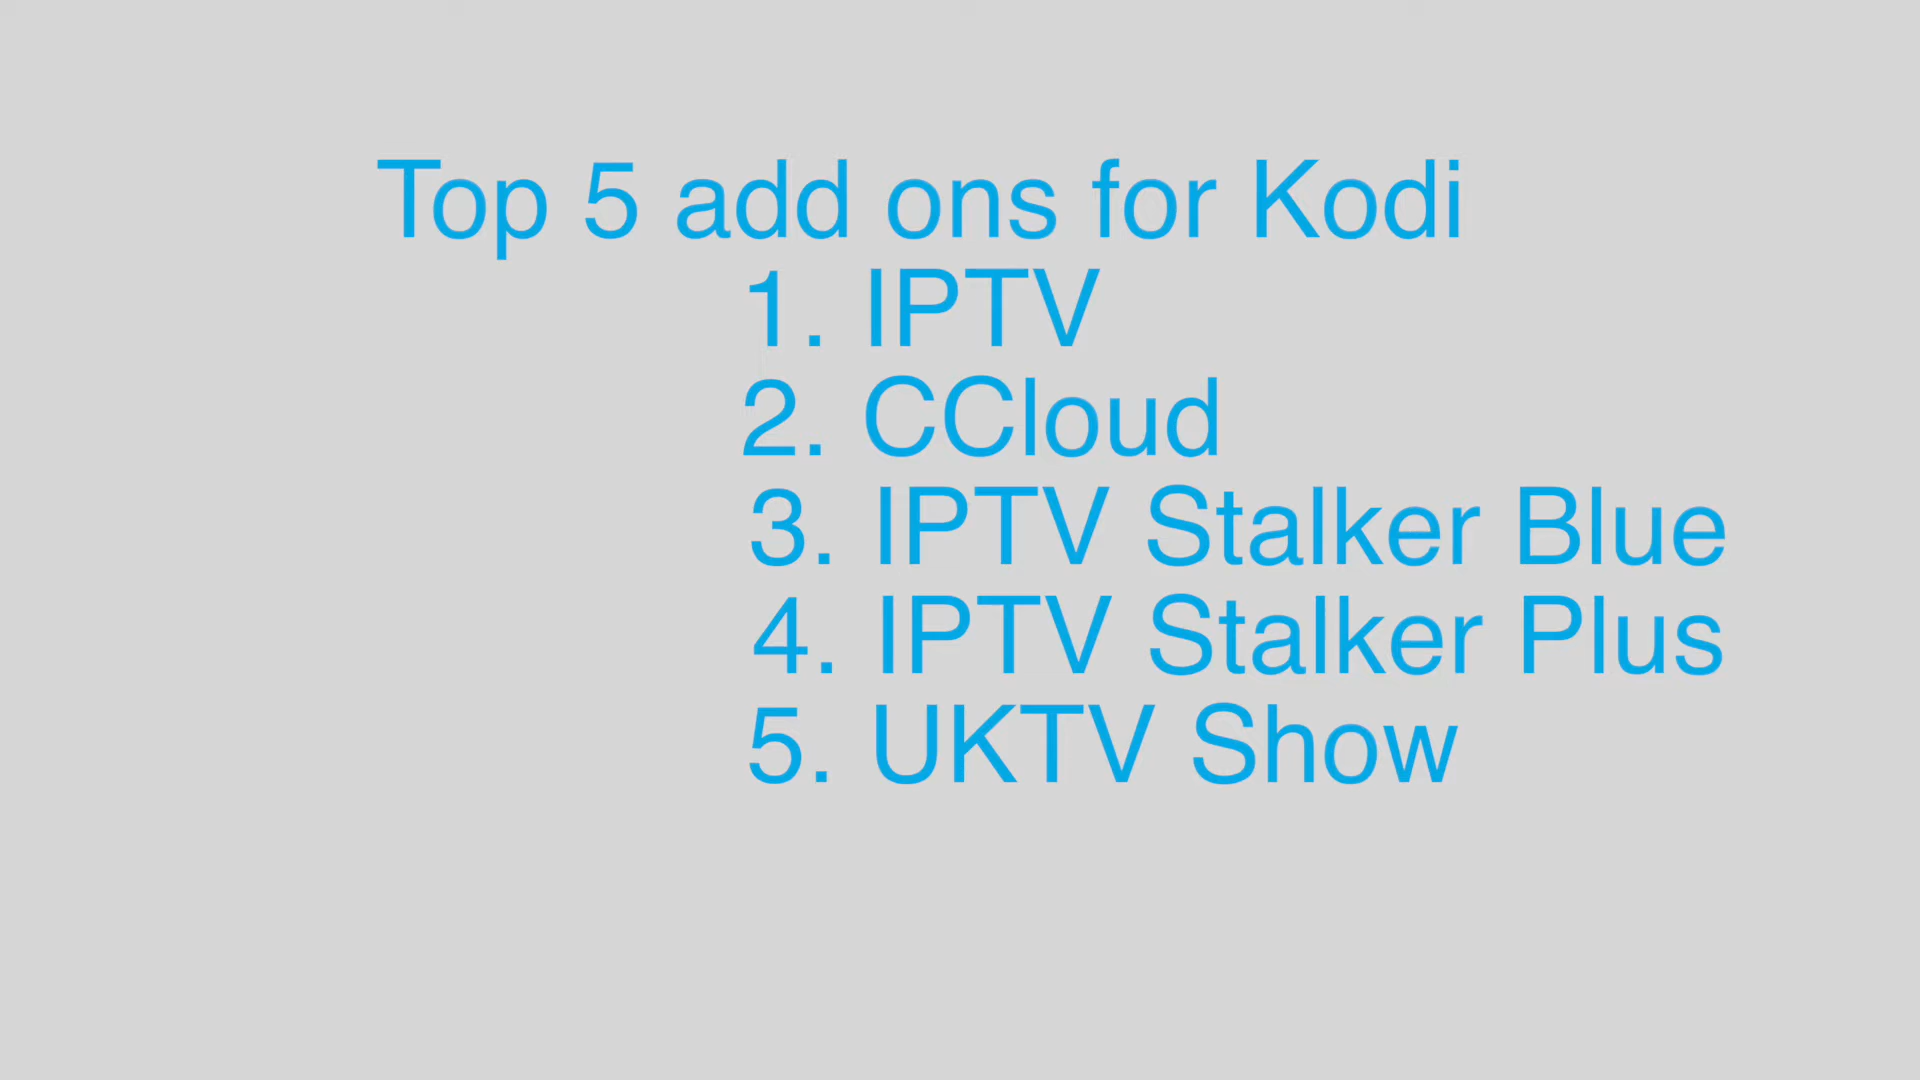 Top 5 add ons for Kodi
1. IPTV
2. CCloud
3. IPTV Stalker Blue
4. IPTV Stalker Plus
5. UKTV Show